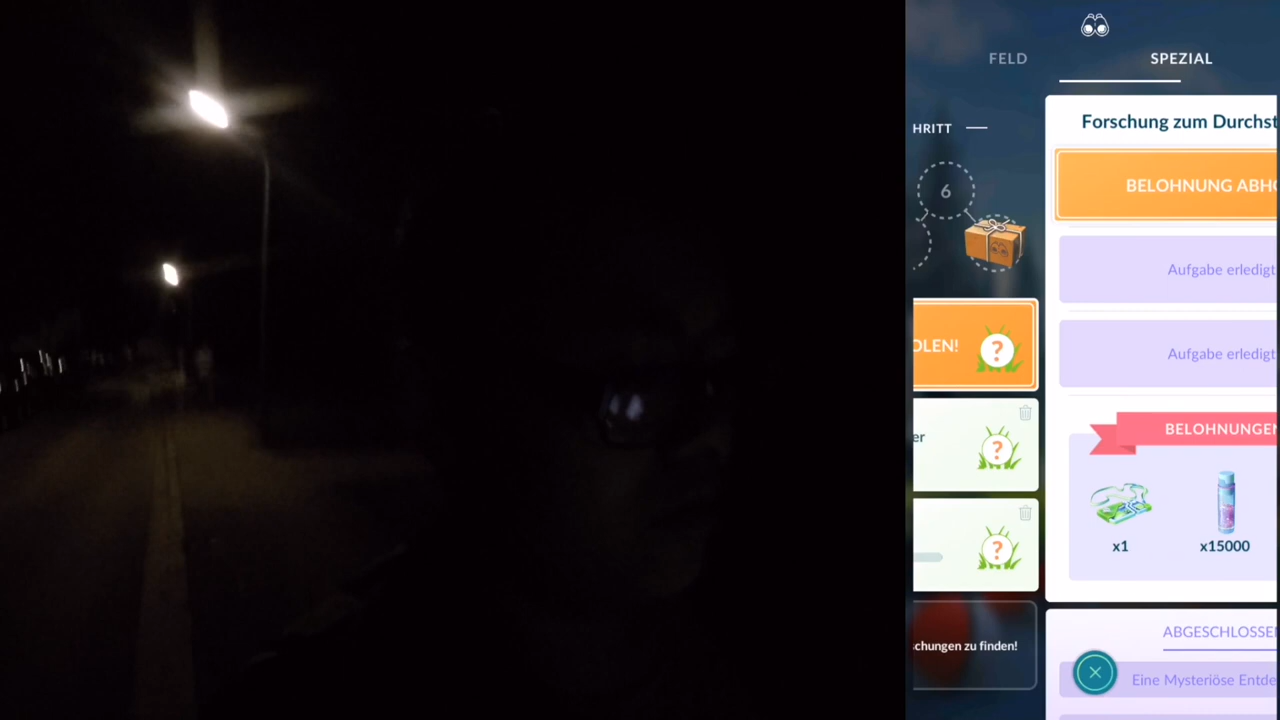 FELD
SPEZIAL
HRITT
6
OLEN!
?
er
?
?
chungen zu finden!
Forschung zum Durchst
BELOHNUNG ABHO
Aufgabe erledigt
Aufgabe erledigt
BELOHNUNGEN
x1
x15000
ABGESCHLOSSEN
Eine Mysteriöse Entde